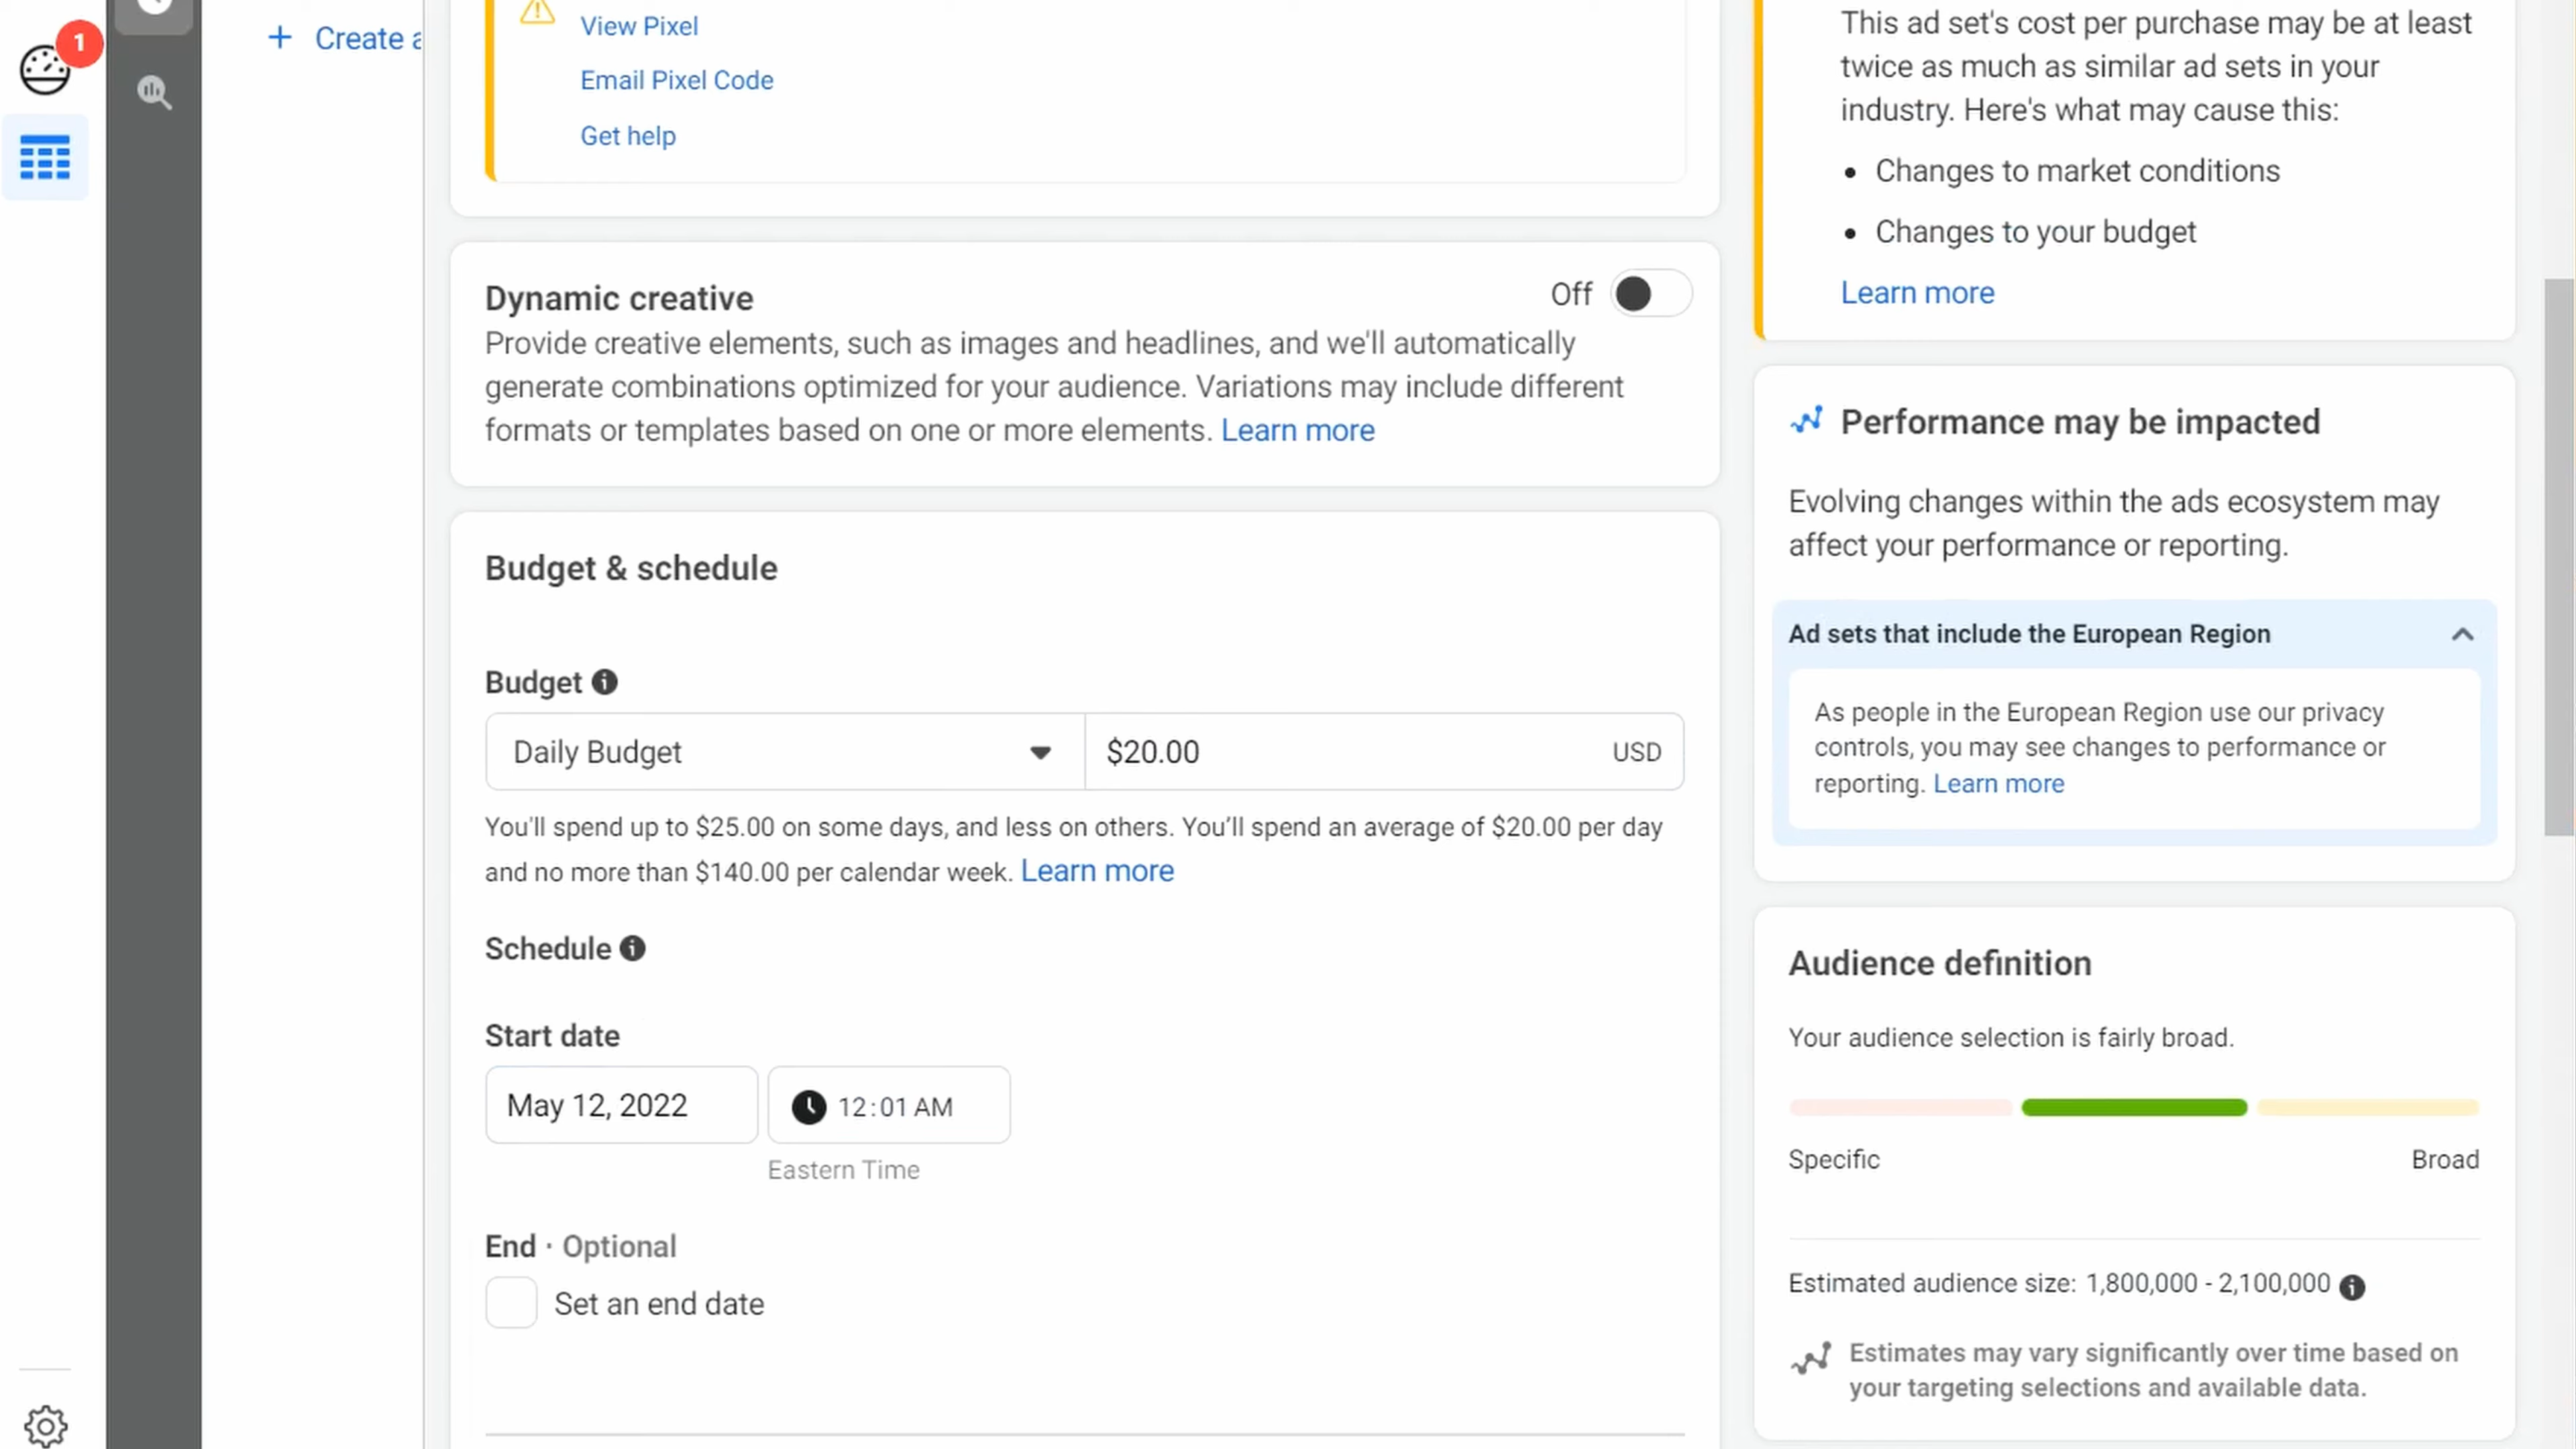 1
+ Create a
View Pixel
Email Pixel Code
Get help
Dynamic creative
Off
Provide creative elements, such as images and headlines, and we'll automatically
generate combinations optimized for your audience. Variations may include different
formats or templates based on one or more elements. Learn more
Budget & schedule
Budget
Daily Budget
$20.00
USD
You'll spend up to $25.00 on some days, and less on others. You’ll spend an average of $20.00 per day
and no more than $140.00 per calendar week. Learn more
Schedule
Start date
May 12, 2022
12:01 AM
Eastern Time
End · Optional
Set an end date
This ad set's cost per purchase may be at least
twice as much as similar ad sets in your
industry. Here's what may cause this:
• Changes to market conditions
• Changes to your budget
Learn more
Performance may be impacted
Evolving changes within the ads ecosystem may
affect your performance or reporting.
Ad sets that include the European Region
As people in the European Region use our privacy
controls, you may see changes to performance or
reporting. Learn more
Audience definition
Your audience selection is fairly broad.
Specific
Broad
Estimated audience size: 1,800,000 - 2,100,000
Estimates may vary significantly over time based on
your targeting selections and available data.